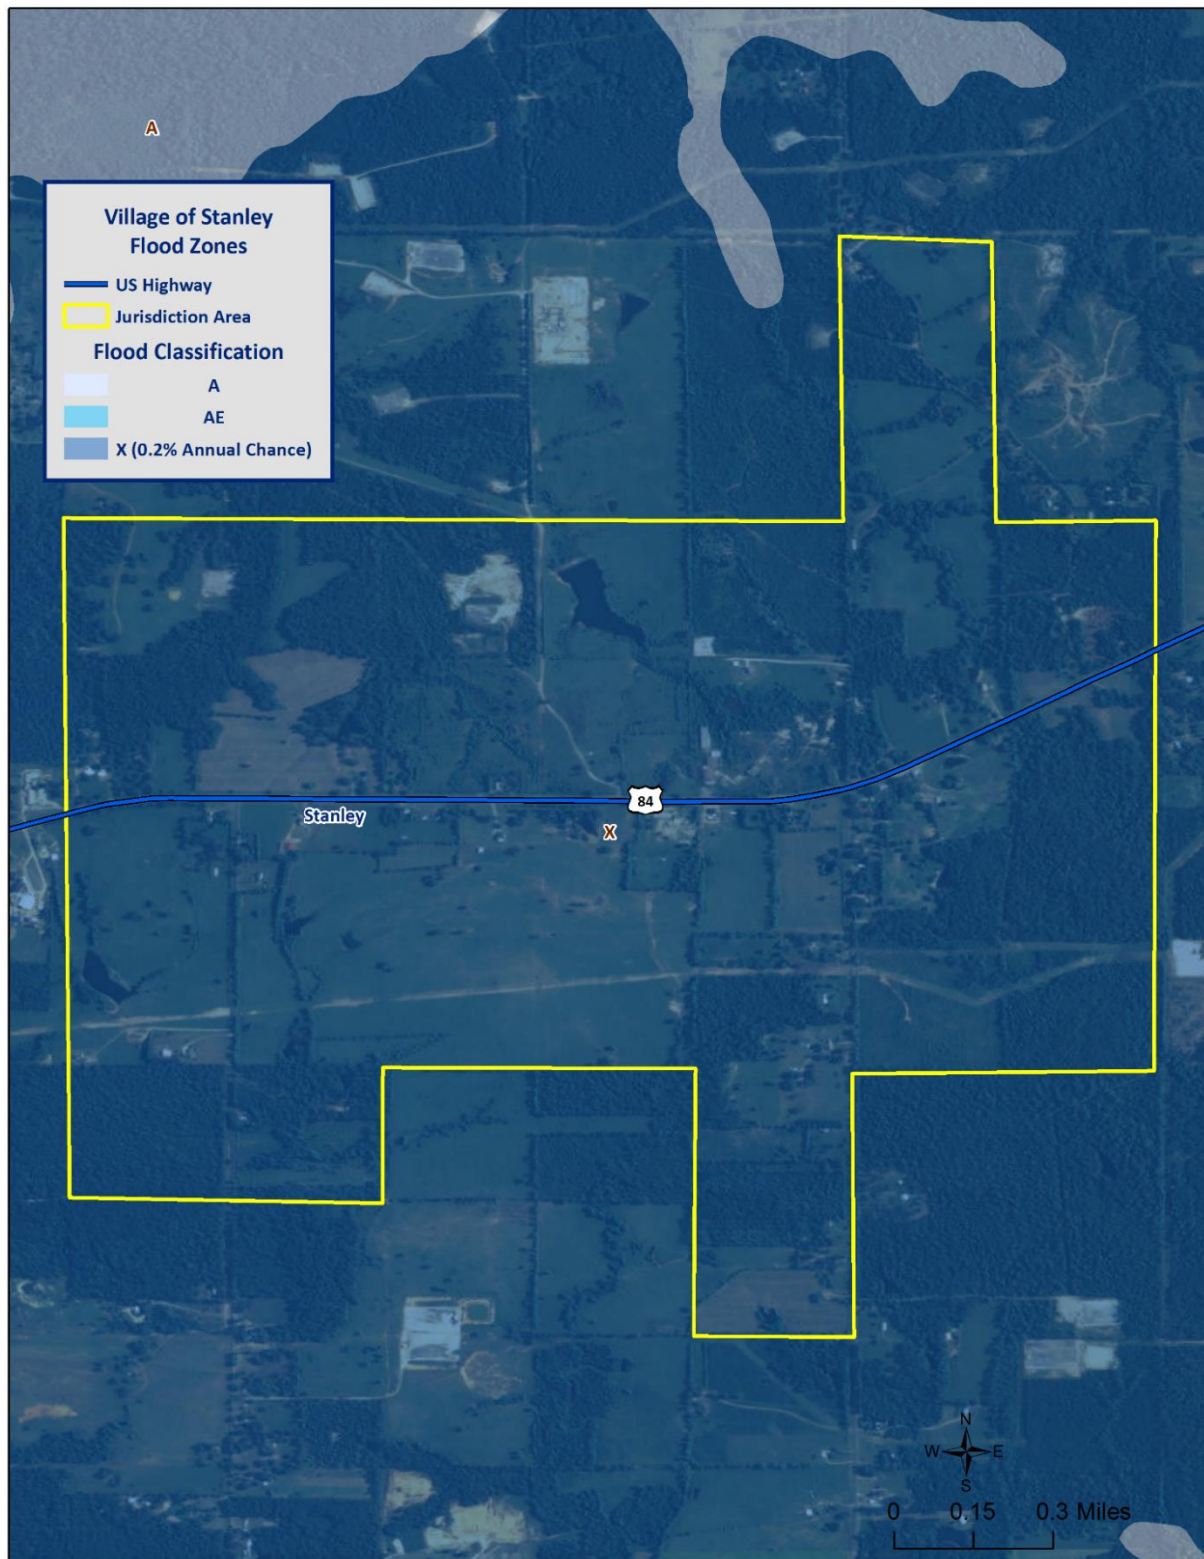 A
Village of Stanley
Flood Zones
US Highway
Jurisdiction Area
Flood Classification
A
AE
X (0.2% Annual Chance)
84
Stanley
X
N
W E
S
0 0.15 0.3 Miles